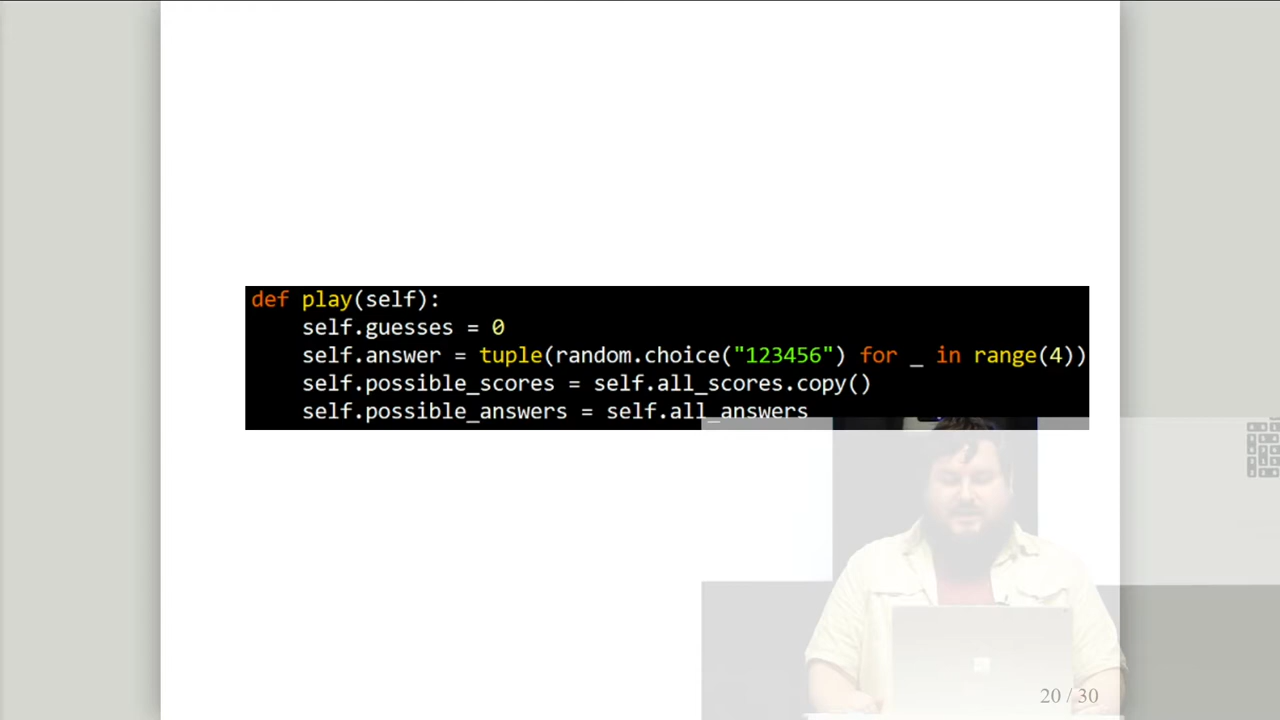 def play(self):
    self.guesses = 0
    self.answer = tuple(random.choice("123456") for _ in range(4))
    self.possible_scores = self.all_scores.copy()
    self.possible_answers = self.all_answers
20 / 30